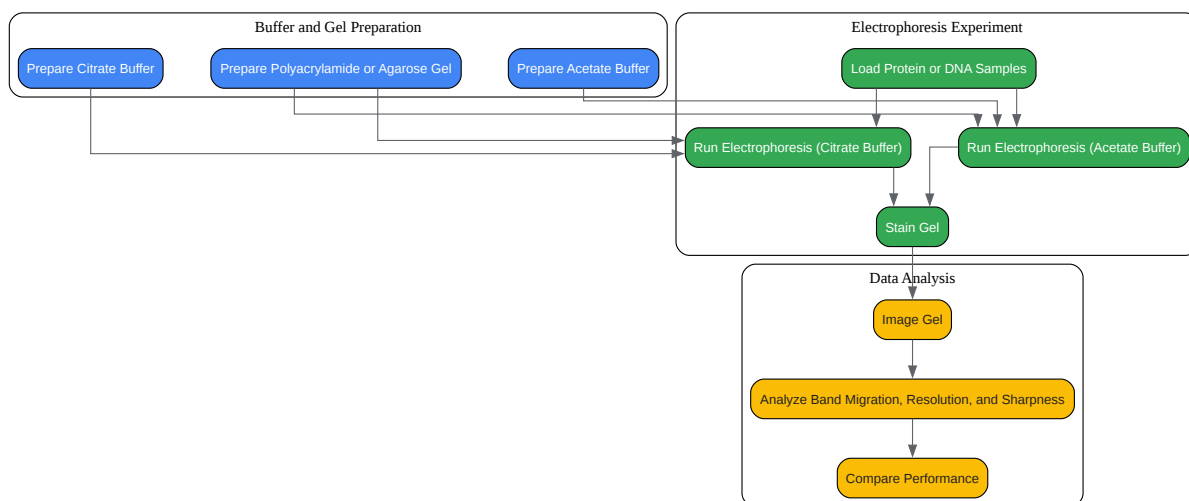 Buffer and Gel Preparation
Electrophoresis Experiment
Prepare Citrate Buffer
Prepare Polyacrylamide or Agarose Gel
Prepare Acetate Buffer
Load Protein or DNA Samples
Run Electrophoresis (Citrate Buffer)
Run Electrophoresis (Acetate Buffer)
Stain Gel
Data Analysis
Image Gel
Analyze Band Migration, Resolution, and Sharpness
Compare Performance